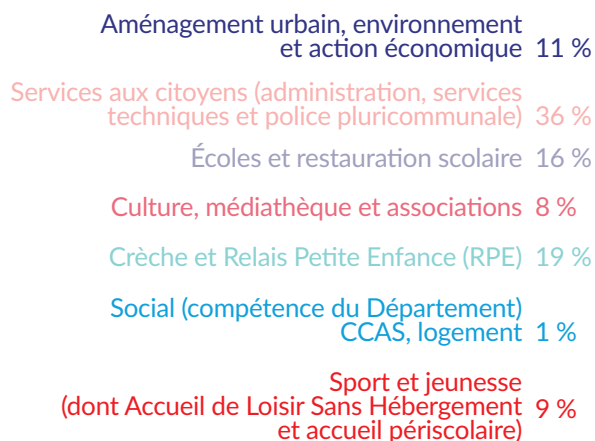 Aménagement urbain, environnement
et action économique 11 %
Services aux citoyens (administration, services
techniques et police pluricommunale) 36 %
Écoles et restauration scolaire 16 %
Culture, médiathèque et associations 8 %
Crèche et Relais Petite Enfance (RPE) 19 %
Social (compétence du Département)
CCAS, logement 1 %
Sport et jeunesse
(dont Accueil de Loisir Sans Hébergement 9 %
et accueil périscolaire)